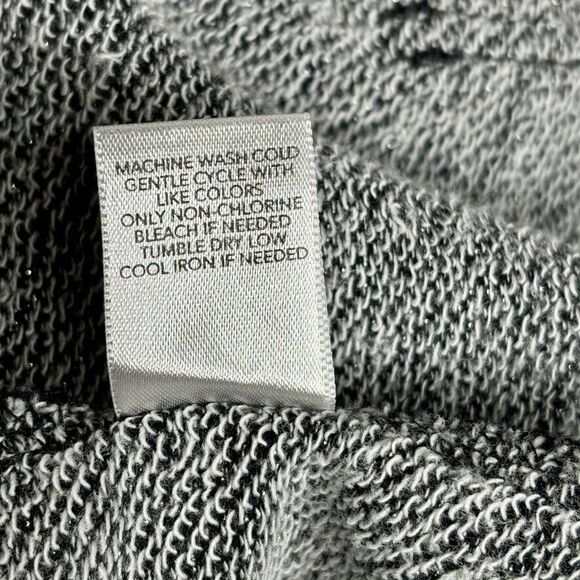 MACHINE WASH COLD
GENTLE CYCLE WITH
LIKE COLORS
ONLY NON-CHLORINE
BLEACH IF NEEDED
TUMBLE DRY LOW
COOL IRON IF NEEDED